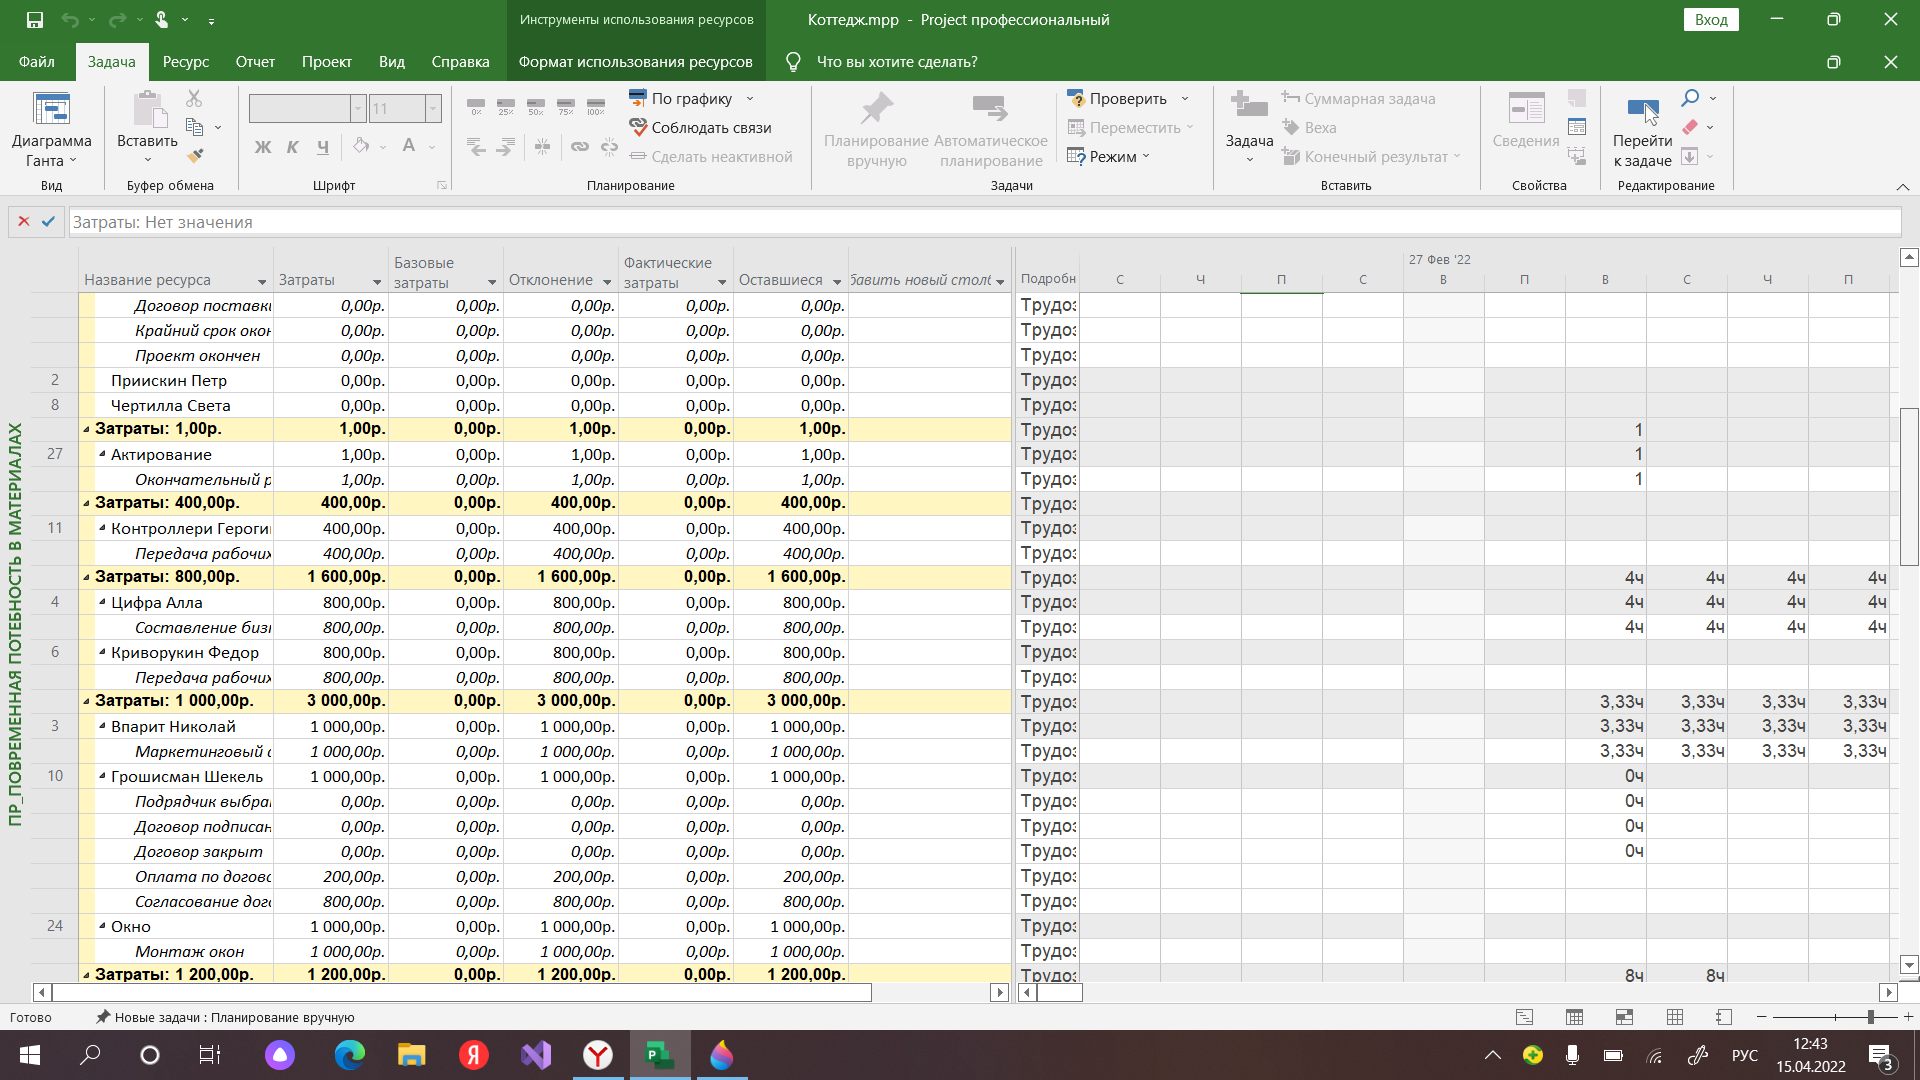 Инструменты использования ресурсов
Коттедж.mpp - Project профессиональный
Вход
Файл Задача Ресурс Отчет Проект Вид Справка Формат использования ресурсов Что вы хотите сделать?
Диаграмма Ганта
Вставить
11
Ж К Ч А
0% 25% 50% 75% 100%
По графику
Соблюдать связи
Сделать неактивной
Планирование вручную
Автоматическое планирование
Проверить
Переместить
Режим
Задача
Суммарная задача
Веха
Конечный результат
Сведения
Перейти к задаче
Вид Буфер обмена Шрифт Планирование Задачи Вставить Свойства Редактирование
Затраты: Нет значения
ПР_ПОВРЕМЕННАЯ ПОТЕБНОСТЬ В МАТЕРИАЛАХ
Название ресурса Затраты Базовые затраты Отклонение Фактические затраты Оставшиеся бавить новый столб Подробн
27 Фев '22
С Ч П С В П В С Ч П
Договор поставки 0,00р. 0,00р. 0,00р. 0,00р. 0,00р. Трудоз
Крайний срок окон 0,00р. 0,00р. 0,00р. 0,00р. 0,00р. Трудоз
Проект окончен 0,00р. 0,00р. 0,00р. 0,00р. 0,00р. Трудоз
2 Приискин Петр 0,00р. 0,00р. 0,00р. 0,00р. 0,00р. Трудоз
8 Чертилла Света 0,00р. 0,00р. 0,00р. 0,00р. 0,00р. Трудоз
Затраты: 1,00р. 1,00р. 0,00р. 1,00р. 0,00р. 1,00р. Трудоз 1
27 Актирование 1,00р. 0,00р. 1,00р. 0,00р. 1,00р. Трудоз 1
Окончательный р 1,00р. 0,00р. 1,00р. 0,00р. 1,00р. Трудоз 1
Затраты: 400,00р. 400,00р. 0,00р. 400,00р. 0,00р. 400,00р. Трудоз
11 Контроллери Героги 400,00р. 0,00р. 400,00р. 0,00р. 400,00р. Трудоз
Передача рабочих 400,00р. 0,00р. 400,00р. 0,00р. 400,00р. Трудоз
Затраты: 800,00р. 1 600,00р. 0,00р. 1 600,00р. 0,00р. 1 600,00р. Трудоз 4ч 4ч 4ч 4ч
4 Цифра Алла 800,00р. 0,00р. 800,00р. 0,00р. 800,00р. Трудоз 4ч 4ч 4ч 4ч
Составление бизн 800,00р. 0,00р. 800,00р. 0,00р. 800,00р. Трудоз 4ч 4ч 4ч 4ч
6 Криворукин Федор 800,00р. 0,00р. 800,00р. 0,00р. 800,00р. Трудоз
Передача рабочих 800,00р. 0,00р. 800,00р. 0,00р. 800,00р. Трудоз
Затраты: 1 000,00р. 3 000,00р. 0,00р. 3 000,00р. 0,00р. 3 000,00р. Трудоз 3,33ч 3,33ч 3,33ч 3,33ч
3 Впарит Николай 1 000,00р. 0,00р. 1 000,00р. 0,00р. 1 000,00р. Трудоз 3,33ч 3,33ч 3,33ч 3,33ч
Маркетинговый а 1 000,00р. 0,00р. 1 000,00р. 0,00р. 1 000,00р. Трудоз 3,33ч 3,33ч 3,33ч 3,33ч
10 Грошисман Шекель 1 000,00р. 0,00р. 1 000,00р. 0,00р. 1 000,00р. Трудоз 0ч
Подрядчик выбран 0,00р. 0,00р. 0,00р. 0,00р. 0,00р. Трудоз 0ч
Договор подписан 0,00р. 0,00р. 0,00р. 0,00р. 0,00р. Трудоз 0ч
Договор закрыт 0,00р. 0,00р. 0,00р. 0,00р. 0,00р. Трудоз 0ч
Оплата по догово 200,00р. 0,00р. 200,00р. 0,00р. 200,00р. Трудоз
Согласование дого 800,00р. 0,00р. 800,00р. 0,00р. 800,00р. Трудоз
24 Окно 1 000,00р. 0,00р. 1 000,00р. 0,00р. 1 000,00р. Трудоз
Монтаж окон 1 000,00р. 0,00р. 1 000,00р. 0,00р. 1 000,00р. Трудоз
Затраты: 1 200,00р. 1 200,00р. 0,00р. 1 200,00р. 0,00р. 1 200,00р. Трудоз 8ч 8ч
Готово Новые задачи : Планирование вручную
РУС
12:43
15.04.2022
3